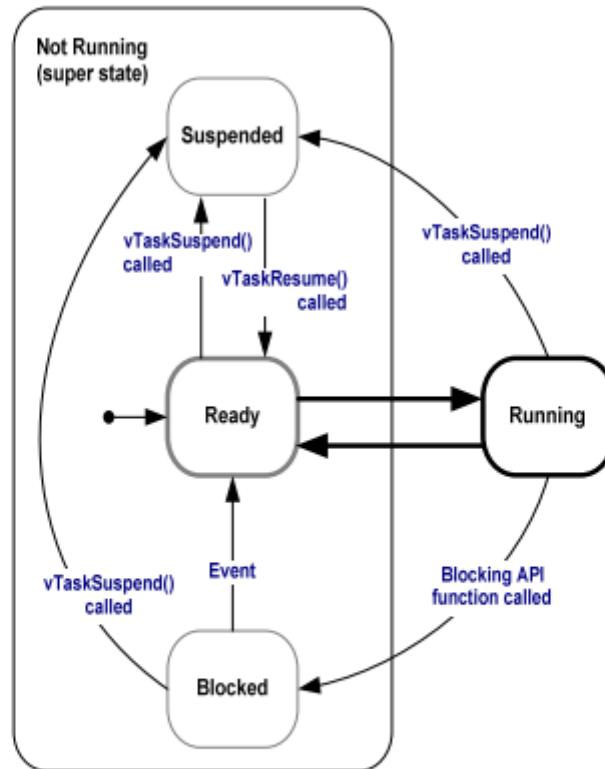 Not Running
(super state)
Suspended
vTaskSuspend()
called
vTaskResume()
called
vTaskSuspend()
called
Ready
Running
Event
vTaskSuspend()
called
Blocking API
function called
Blocked